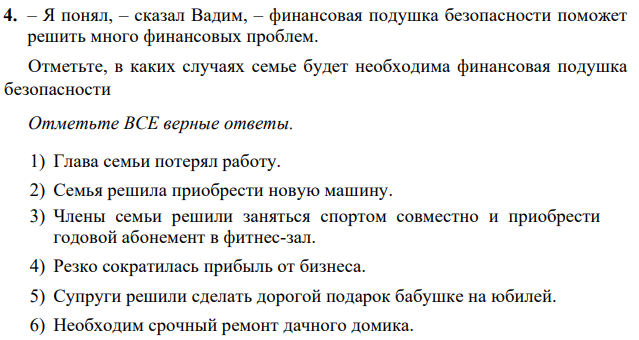 4. – Я понял, – сказал Вадим, – финансовая подушка безопасности поможет
решить много финансовых проблем.
Отметьте, в каких случаях семье будет необходима финансовая подушка
безопасности
Отметьте ВСЕ верные ответы.
1) Глава семьи потерял работу.
2) Семья решила приобрести новую машину.
3) Члены семьи решили заняться спортом совместно и приобрести
годовой абонемент в фитнес-зал.
4) Резко сократилась прибыль от бизнеса.
5) Супруги решили сделать дорогой подарок бабушке на юбилей.
6) Необходим срочный ремонт дачного домика.